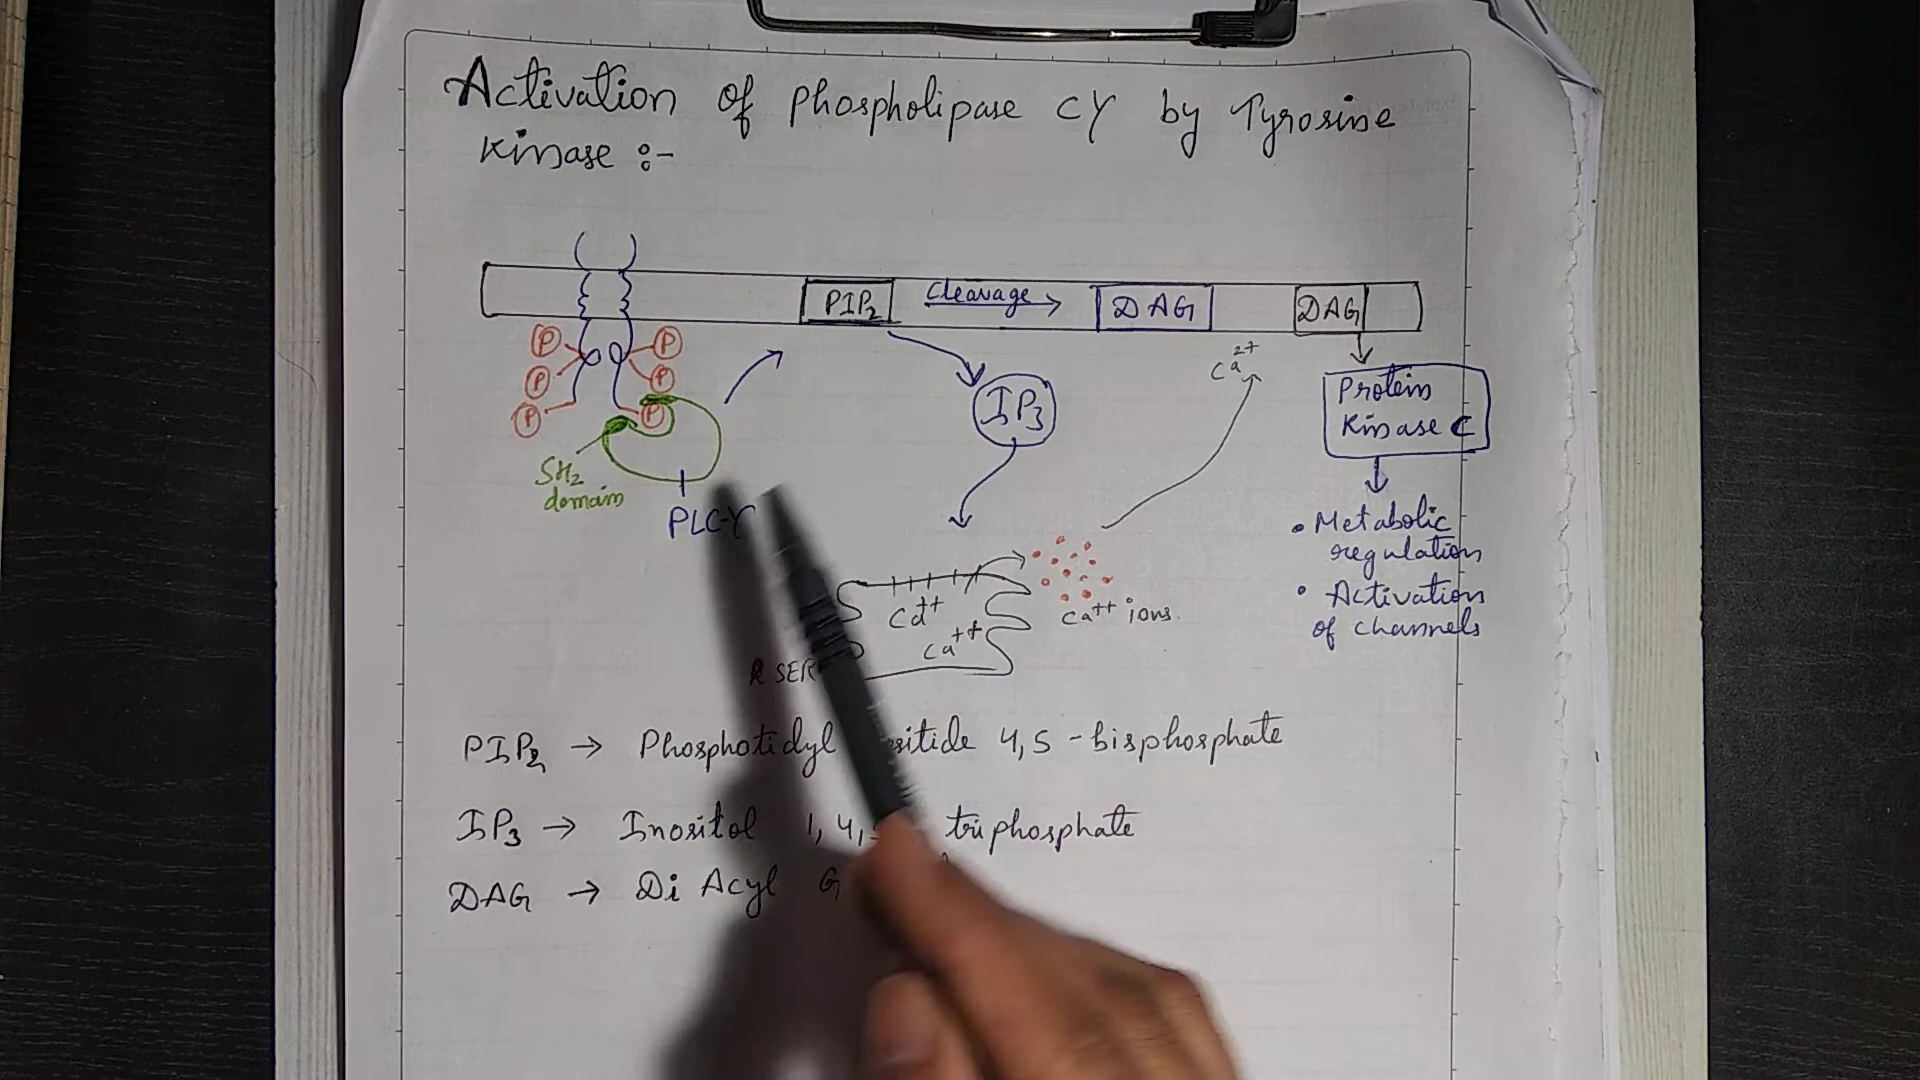 Activation of Phospholipase Cγ by Tyrosine
Kinase :-
PIP₂
Cleavage
DAG
DAG
P
P
P
P
P
P
IP₃
Ca²⁺
Protein
Kinase C
SH₂
domain
PLC-γ
• Metabolic
regulation
• Activation
of channels
Ca⁺⁺
Ca⁺⁺
Ca⁺⁺ ions.
SER
PIP₂ → Phosphotidyl 4,5 - bisphosphate
IP₃ → Inositol 1, 4, triphosphate
DAG → Di Acyl G